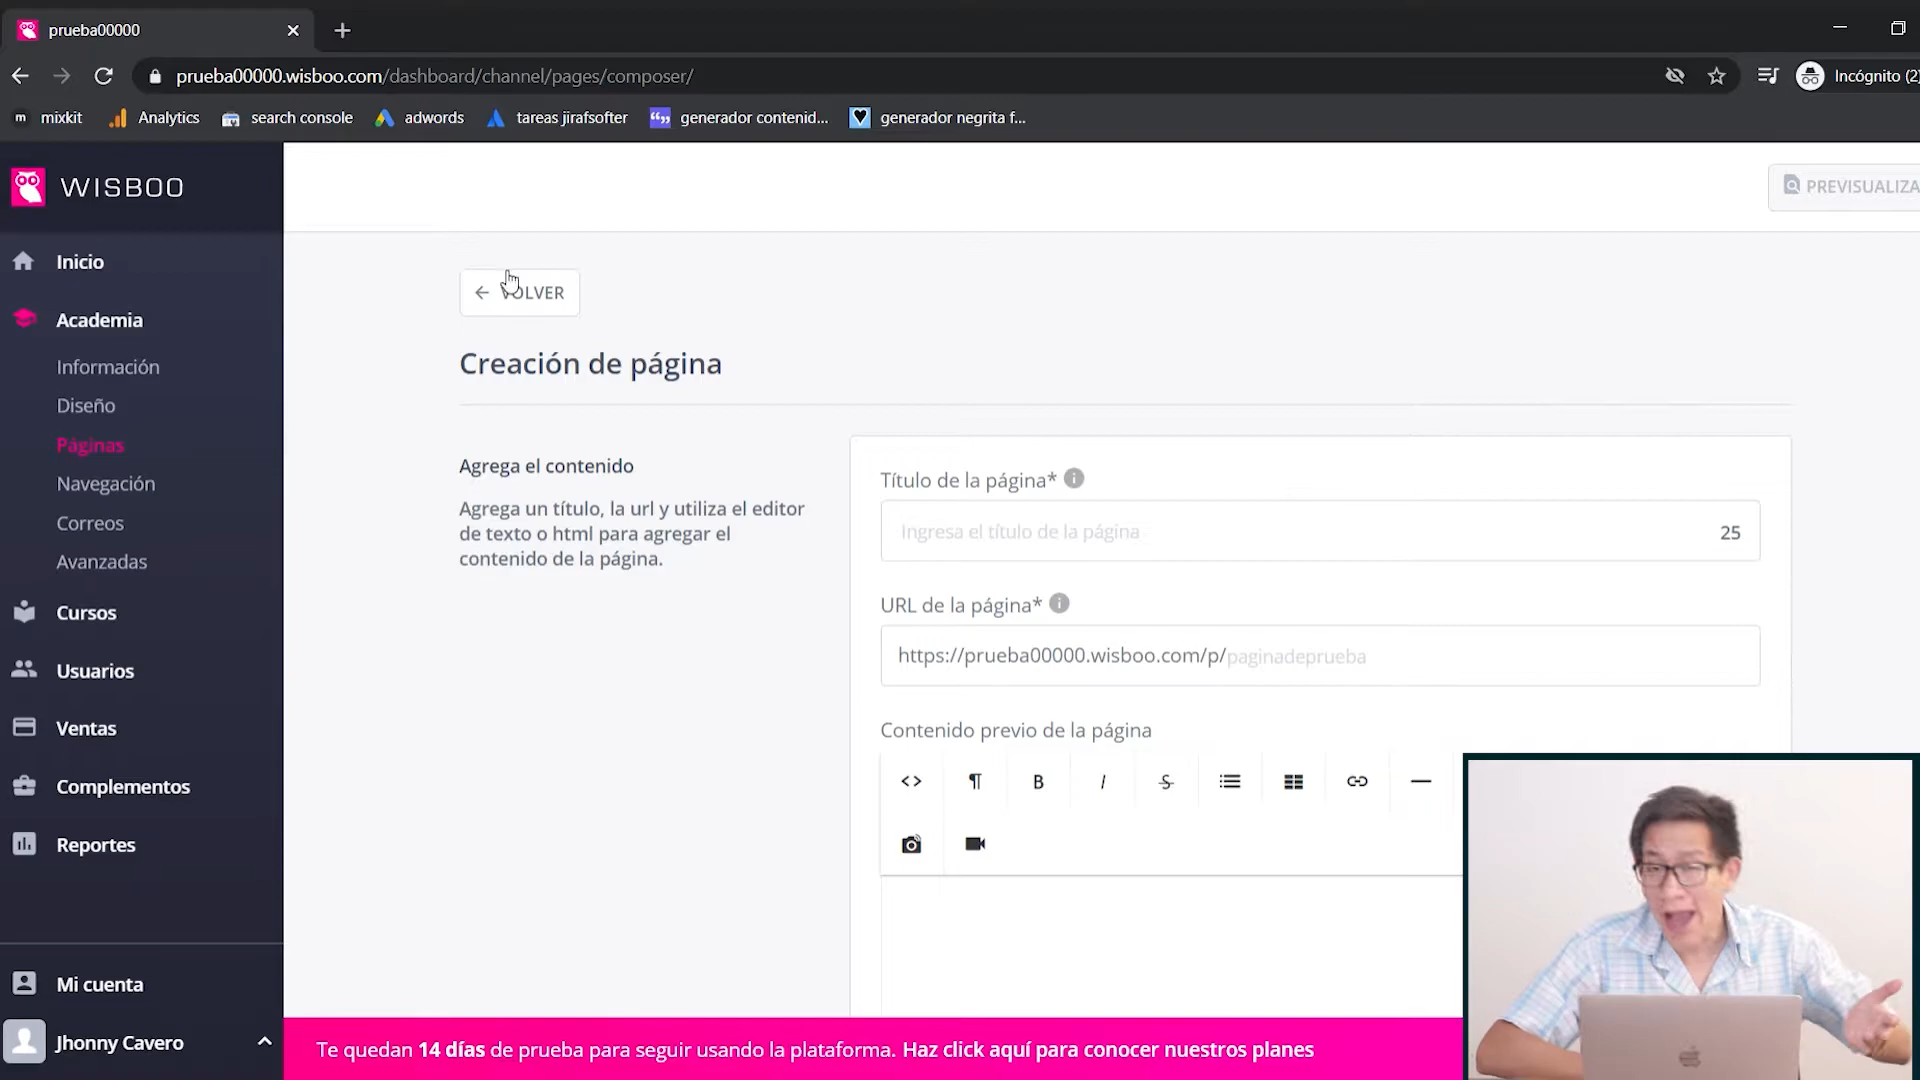 prueba00000
prueba00000.wisboo.com/dashboard/channel/pages/composer/
Incógnito (2)
m mixkit
Analytics
search console
adwords
tareas jirafsofter
generador contenid...
generador negrita f...
WISBOO
PREVISUALIZA
Inicio
VOLVER
Academia
Información
Creación de página
Diseño
Páginas
Agrega el contenido
Título de la página*
Navegación
Agrega un título, la url y utiliza el editor
de texto o html para agregar el
contenido de la página.
Ingresa el título de la página
25
Correos
Avanzadas
Cursos
URL de la página*
https://prueba00000.wisboo.com/p/paginadeprueba
Usuarios
Ventas
Contenido previo de la página
Complementos
B I S
Reportes
Mi cuenta
Jhonny Cavero
Te quedan 14 días de prueba para seguir usando la plataforma. Haz click aquí para conocer nuestros planes